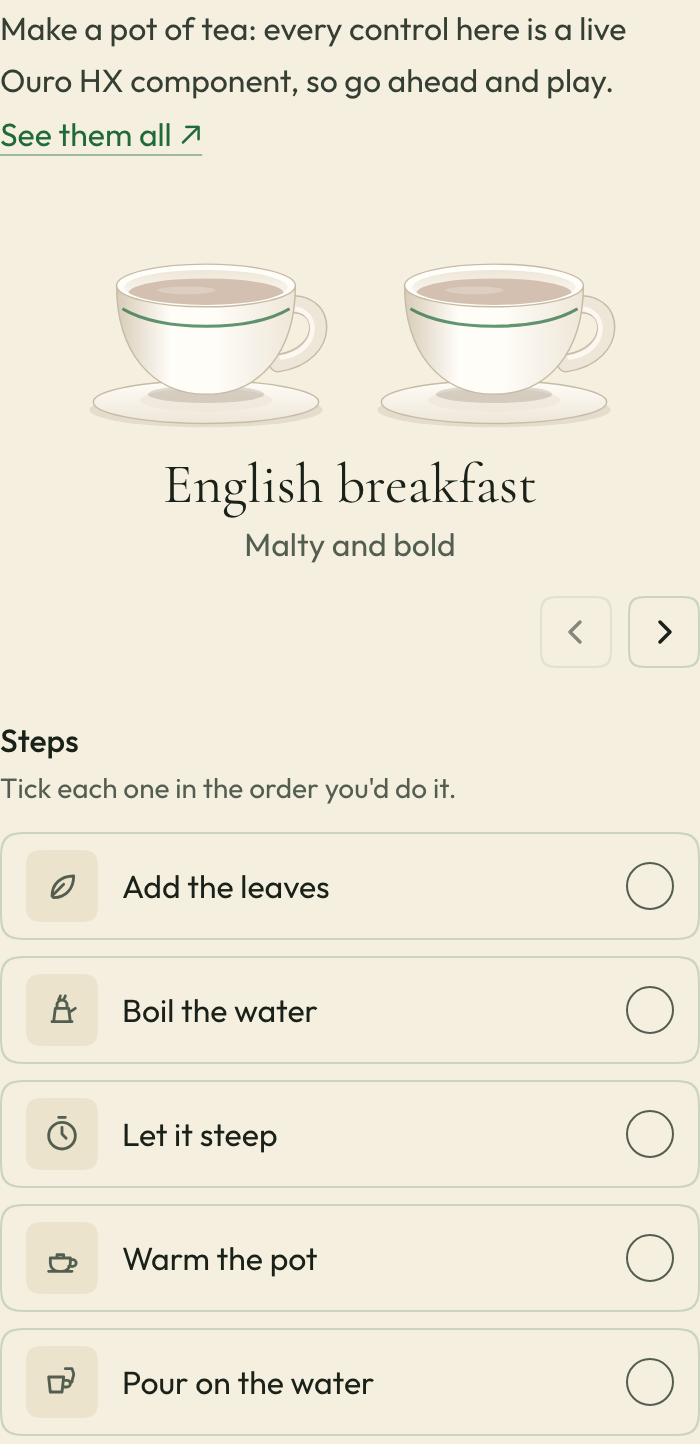 Make a pot of tea: every control here is a live
Ouro HX component, so go ahead and play.
See them all ↗
English breakfast
Malty and bold
Steps
Tick each one in the order you'd do it.
Add the leaves
Boil the water
Let it steep
Warm the pot
Pour on the water